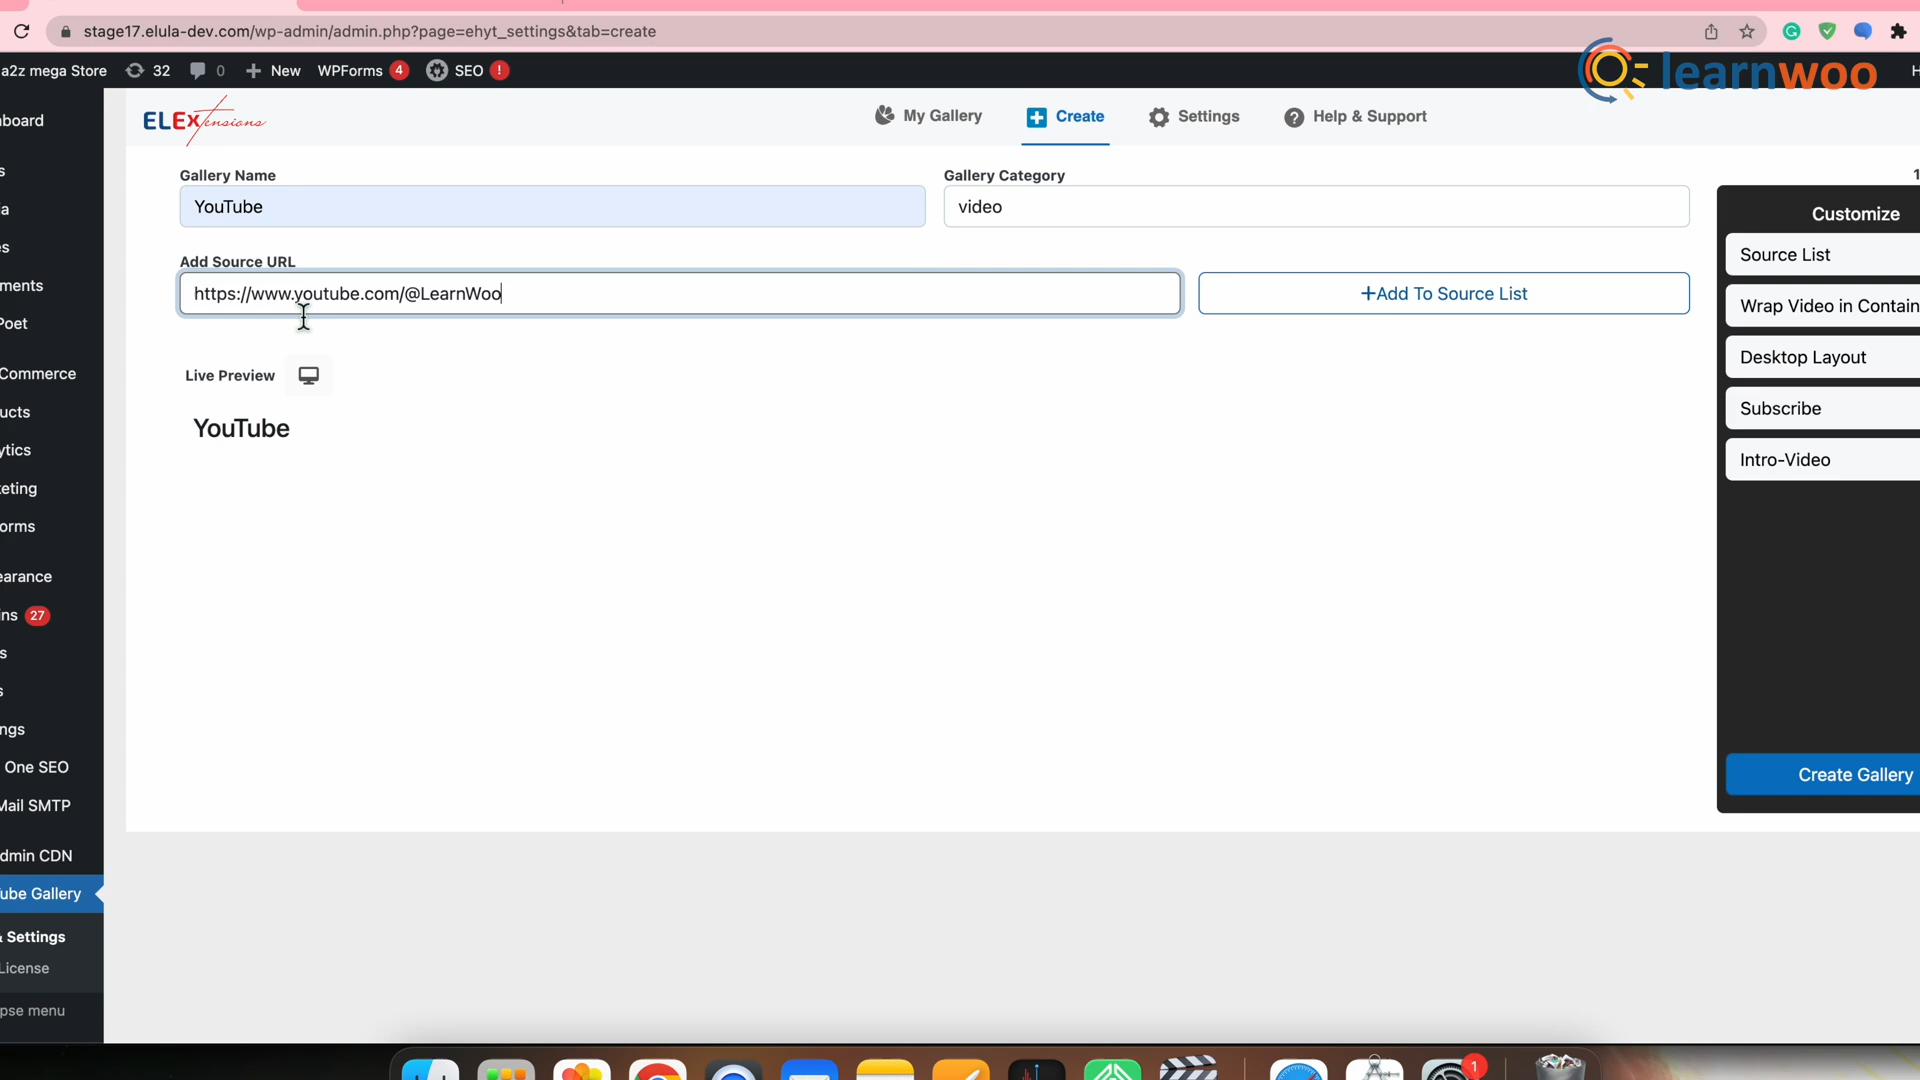 stage17.elula-dev.com/wp-admin/admin.php?page=ehyt_settings&tab=create
a2z mega Store 32 0 New WPForms 4 SEO !
learnwoo
ELEXtensions
My Gallery Create Settings Help & Support
board
Gallery Name
Gallery Category
YouTube
video
Customize
Add Source URL
Source List
https://www.youtube.com/@LearnWoo
+Add To Source List
ments
Wrap Video in Contain
Poet
Desktop Layout
Live Preview
Commerce
Subscribe
ucts
YouTube
ytics
Intro-Video
eting
orms
earance
ins 27
ngs
One SEO
Create Gallery
Mail SMTP
dmin CDN
ube Gallery
& Settings
License
pse menu
1